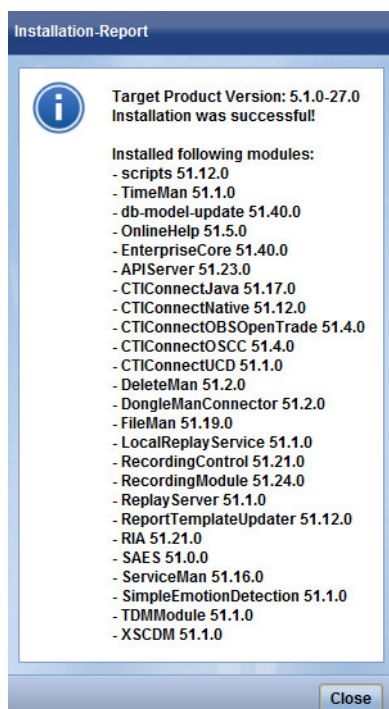 Installation-Report
Target Product Version: 5.1.0-27.0
Installation was successful!
Installed following modules:
- scripts 51.12.0
- TimeMan 51.1.0
- db-model-update 51.40.0
- OnlineHelp 51.5.0
- EnterpriseCore 51.40.0
- APIServer 51.23.0
- CTIConnectJava 51.17.0
- CTIConnectNative 51.12.0
- CTIConnectOBSOpenTrade 51.4.0
- CTIConnectOSCC 51.4.0
- CTIConnectUCD 51.1.0
- DeleteMan 51.2.0
- DongleManConnector 51.2.0
- FileMan 51.19.0
- LocalReplayService 51.1.0
- RecordingControl 51.21.0
- RecordingModule 51.24.0
- ReplayServer 51.1.0
- ReportTemplateUpdater 51.12.0
- RIA 51.21.0
- SAES 51.0.0
- ServiceMan 51.16.0
- SimpleEmotionDetection 51.1.0
- TDMModule 51.1.0
- XSCDM 51.1.0
Close